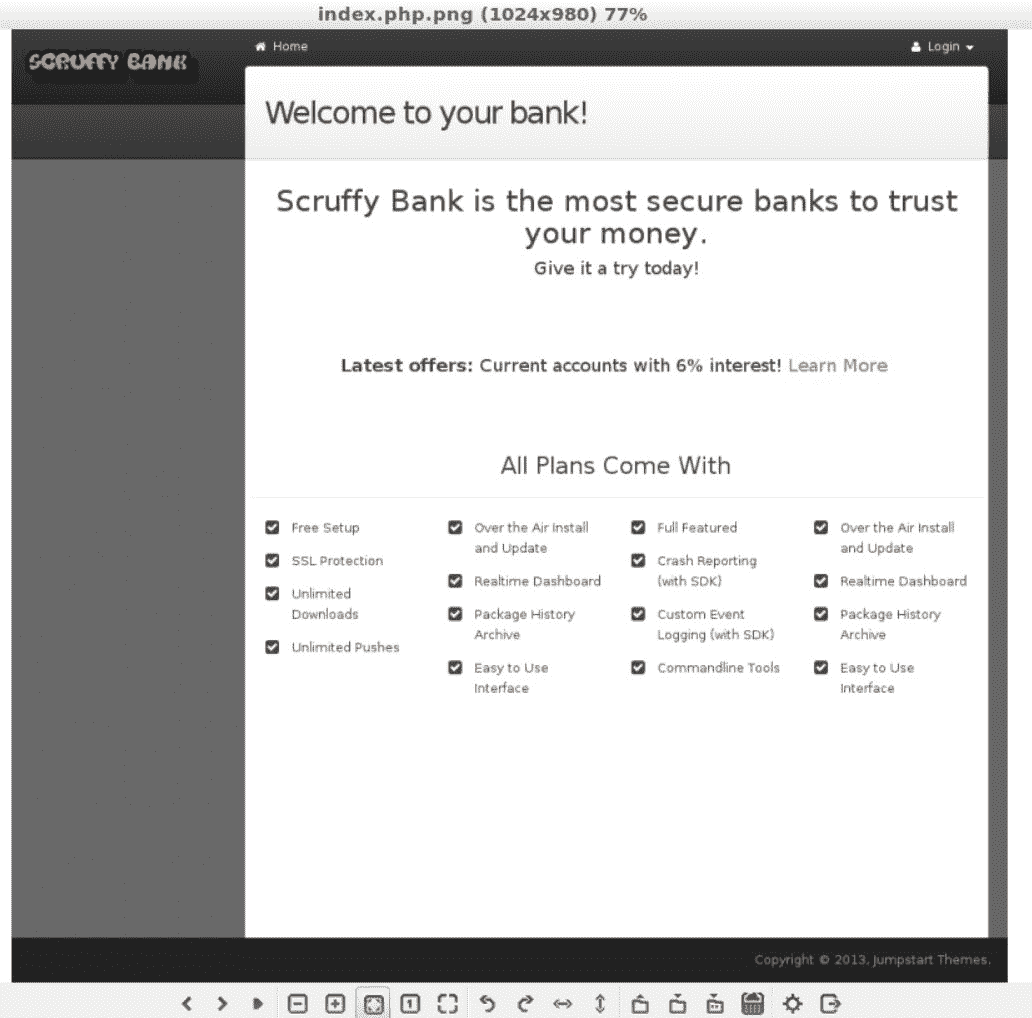 index.php.png (1024x980) 77%
SCRUFFY BANK
Home
Login
Welcome to your bank!
Scruffy Bank is the most secure banks to trust
your money.
Give it a try today!
Latest offers: Current accounts with 6% interest! Learn More
All Plans Come With
Free Setup
SSL Protection
Unlimited
Downloads
Unlimited Pushes
Over the Air Install
and Update
Realtime Dashboard
Package History
Archive
Easy to Use
Interface
Full Featured
Crash Reporting
(with SDK)
Custom Event
Logging (with SDK)
Commandline Tools
Over the Air Install
and Update
Realtime Dashboard
Package History
Archive
Easy to Use
Interface
Copyright © 2013, Jumpstart Themes.
1